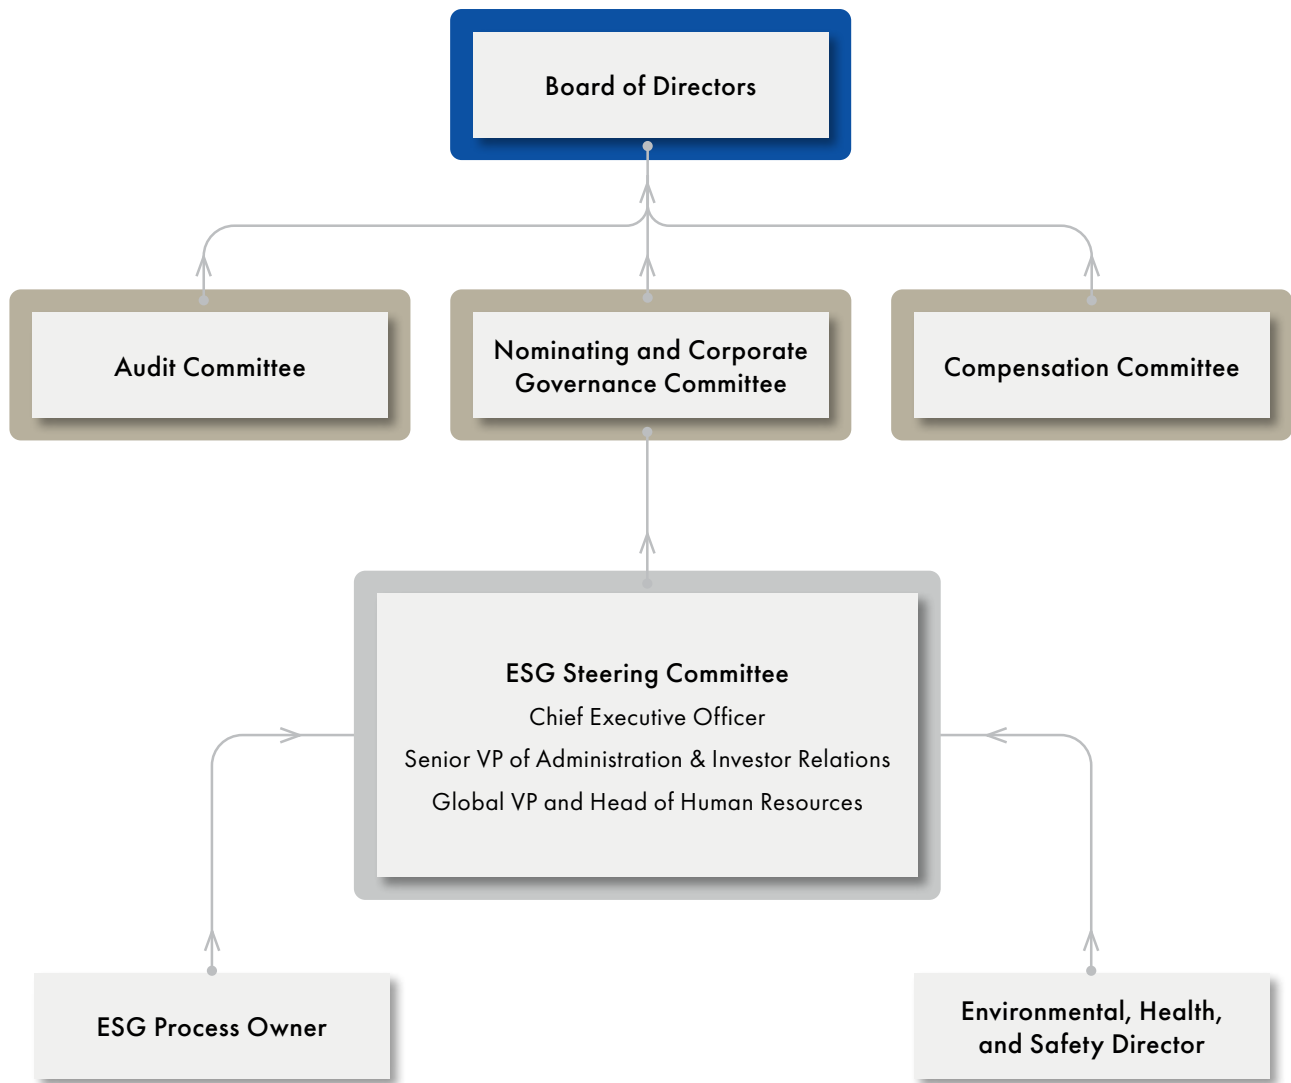 Board of Directors
Audit Committee
Nominating and Corporate
Governance Committee
Compensation Committee
ESG Steering Committee
Chief Executive Officer
Senior VP of Administration & Investor Relations
Global VP and Head of Human Resources
ESG Process Owner
Environmental, Health,
and Safety Director